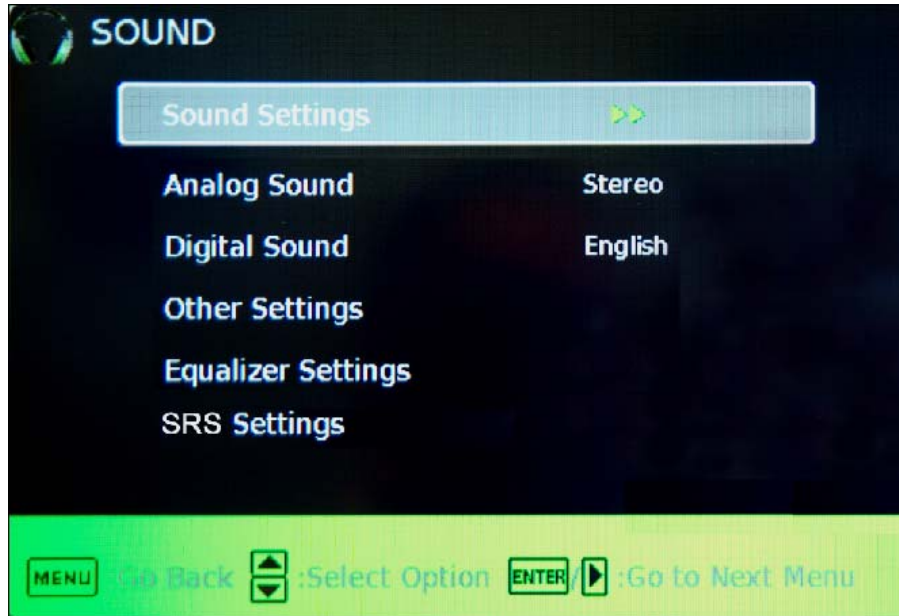 SOUND
Sound Settings
Analog Sound Stereo
Digital Sound English
Other Settings
Equalizer Settings
SRS Settings
MENU :Go Back :Select Option ENTER / :Go to Next Menu